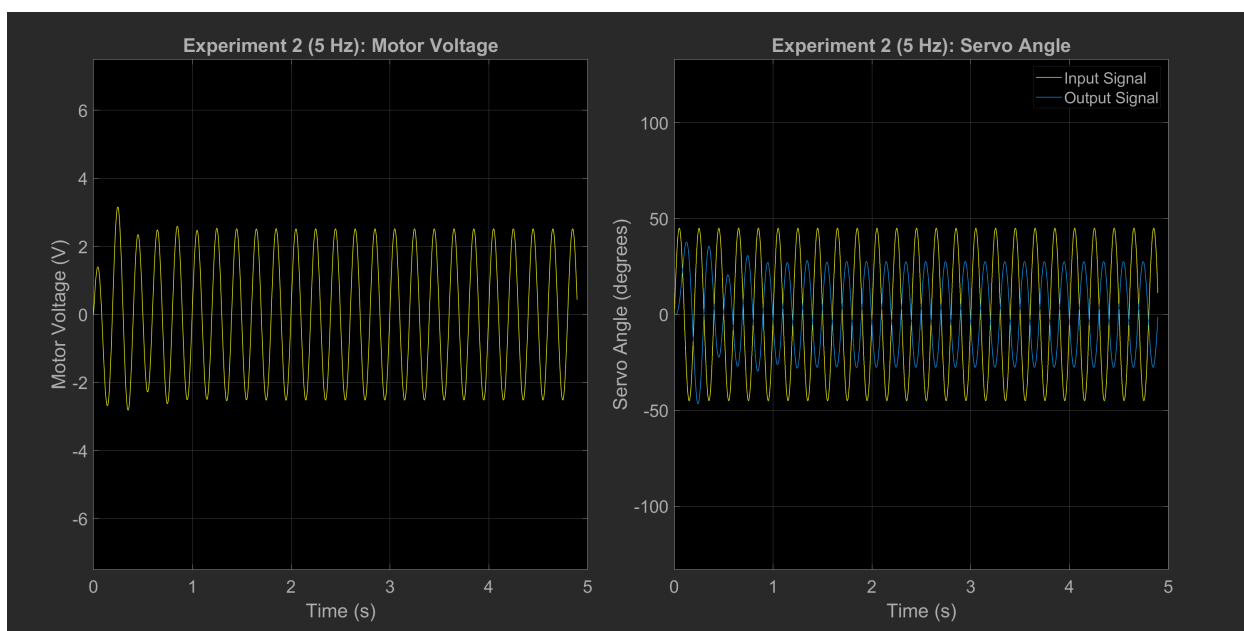 Experiment 2 (5 Hz): Motor Voltage
6
4
2
0
-2
-4
-6
Motor Voltage (V)
0 1 2 3 4 5
Time (s)
Experiment 2 (5 Hz): Servo Angle
Input Signal
Output Signal
100
50
0
-50
-100
Servo Angle (degrees)
0 1 2 3 4 5
Time (s)